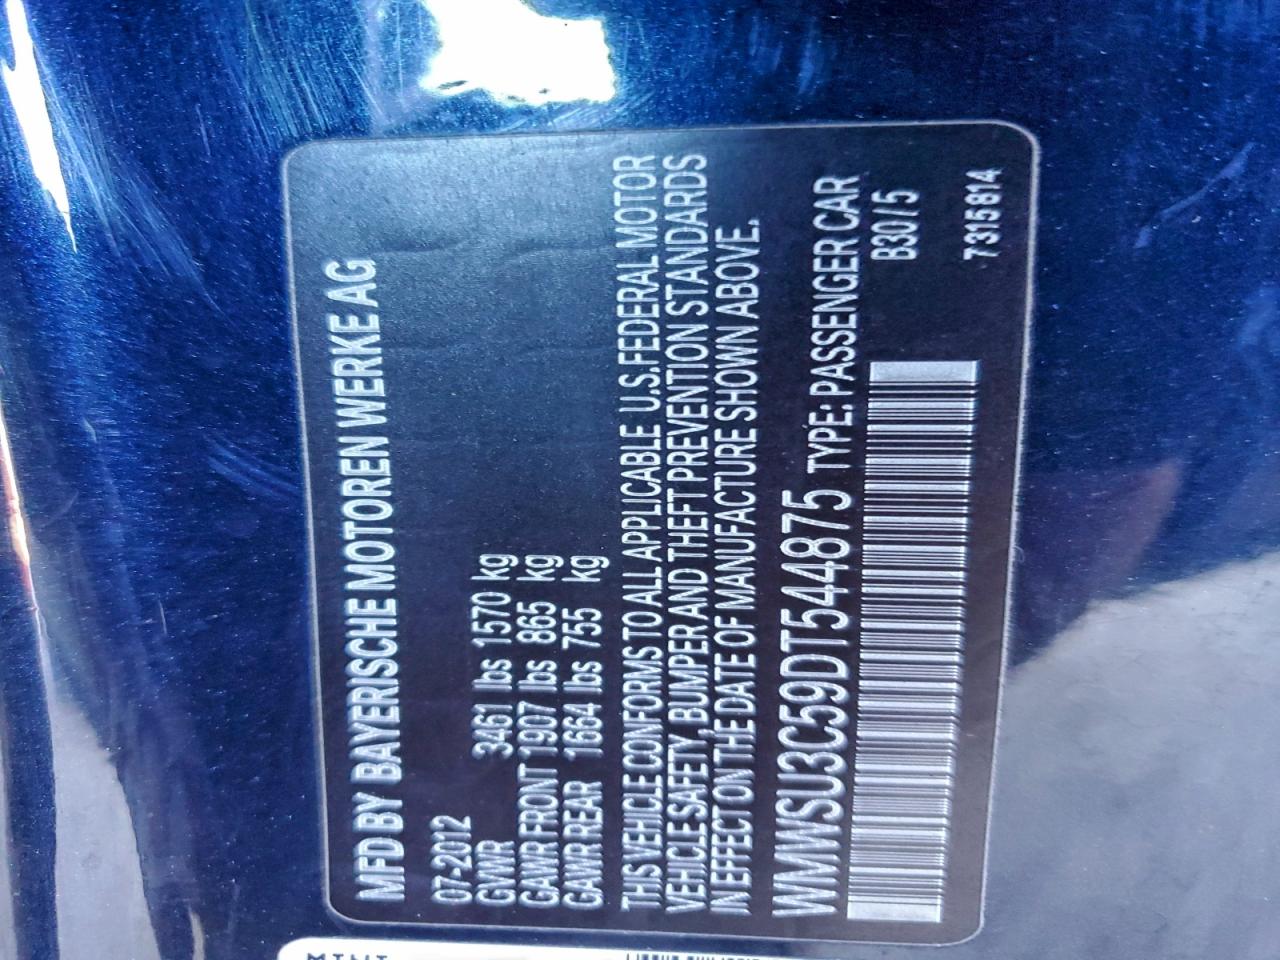 MFD BY BAYERISCHE MOTOREN WERKE AG
07-2012
GVWR 3461 lbs 1570 kg
GAWR FRONT 1907 lbs 865 kg
GAWR REAR 1664 lbs 755 kg
THIS VEHICLE CONFORMS TO ALL APPLICABLE U.S.FEDERAL MOTOR
VEHICLE SAFETY, BUMPER AND THEFT PREVENTION STANDARDS
IN EFFECT ON THE DATE OF MANUFACTURE SHOWN ABOVE.
WMWSU3C59DT544875 TYPE: PASSENGER CAR
B30/5
7315814